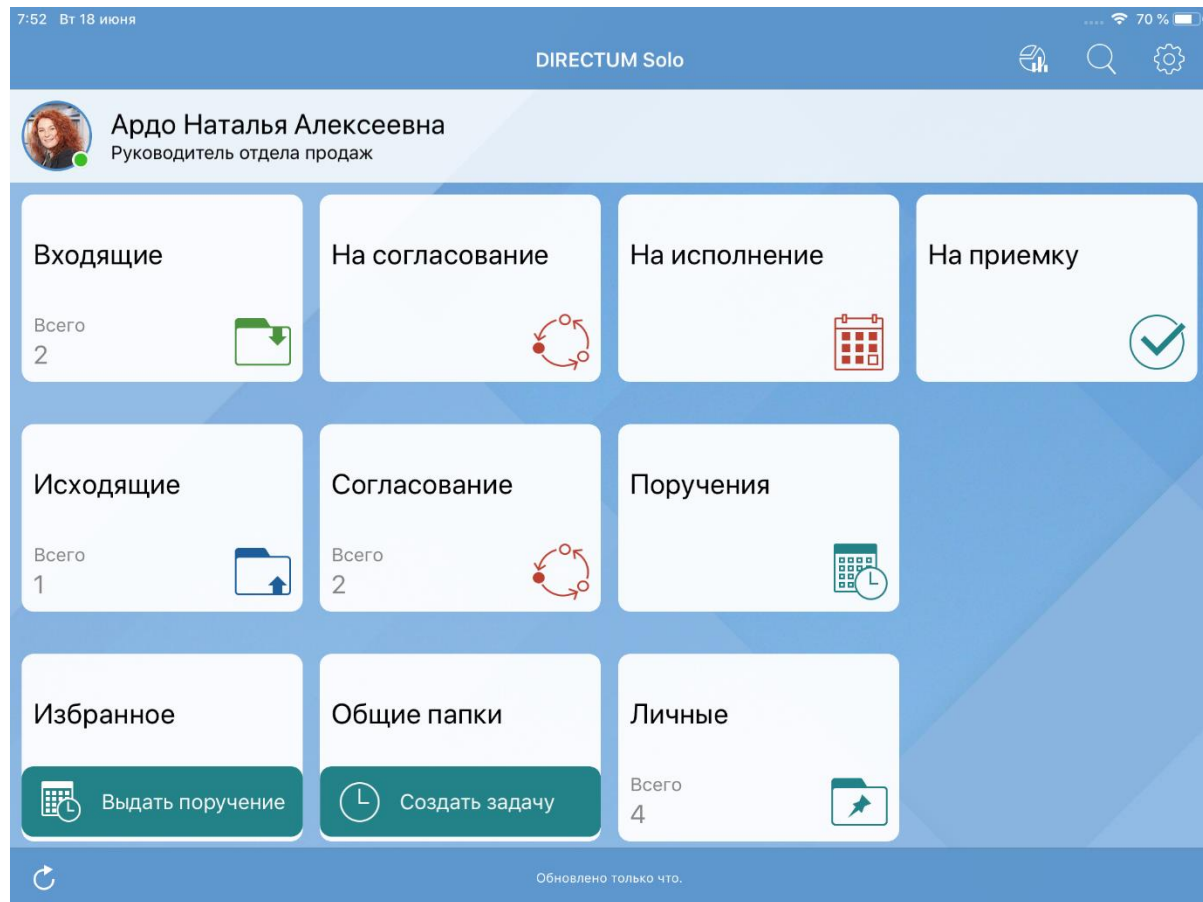 7:52 Вт 18 июня
70 %
DIRECTUM Solo
Ардо Наталья Алексеевна
Руководитель отдела продаж
Входящие
Всего
2
На согласование
На исполнение
На приемку
Исходящие
Всего
1
Согласование
Всего
2
Поручения
Избранное
Выдать поручение
Общие папки
Создать задачу
Личные
Всего
4
Обновлено только что.